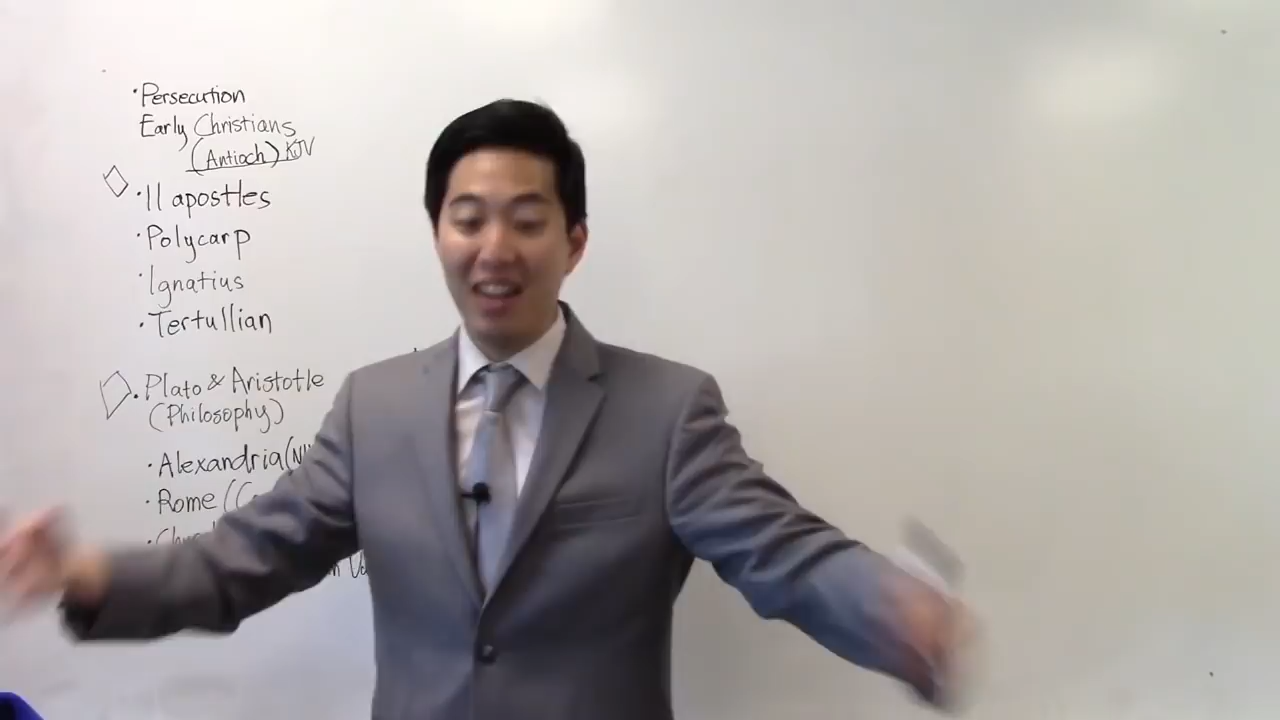 · Persecution
Early Christians
(Antioch) KJV
· 11 apostles
· Polycarp
· Ignatius
· Tertullian
· Plato & Aristotle
(Philosophy)
· Alexandria
· Rome